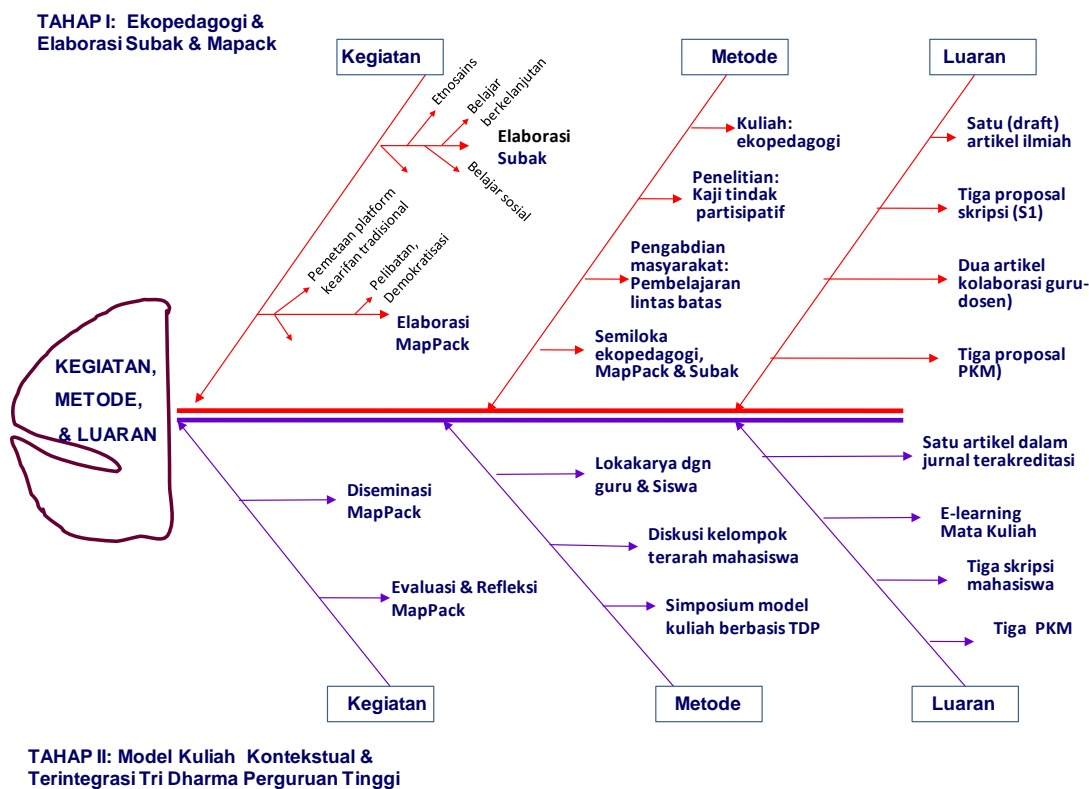 TAHAP I: Ekopedagogi &
Elaborasi Subak & Mapack
Kegiatan
Metode
Luaran
Etnosains
Belajar
berkelanjutan
Elaborasi
Subak
Belajar sosial
Pemetaan platform
kearifan tradisional
Pelibatan,
Demokratisasi
Elaborasi
MapPack
Kuliah:
ekopedagogi
Penelitian:
Kaji tindak
partisipatif
Pengabdian
masyarakat:
Pembelajaran
lintas batas
Semiloka
ekopedagogi,
MapPack & Subak
Satu (draft)
artikel ilmiah
Tiga proposal
skripsi (S1)
Dua artikel
kolaborasi guru-
dosen)
Tiga proposal
PKM)
KEGIATAN,
METODE,
& LUARAN
Diseminasi
MapPack
Evaluasi & Refleksi
MapPack
Lokakarya dgn
guru & Siswa
Diskusi kelompok
terarah mahasiswa
Simposium model
kuliah berbasis TDP
Satu artikel dalam
jurnal terakreditasi
E-learning
Mata Kuliah
Tiga skripsi
mahasiswa
Tiga PKM
Kegiatan
Metode
Luaran
TAHAP II: Model Kuliah Kontekstual &
Terintegrasi Tri Dharma Perguruan Tinggi